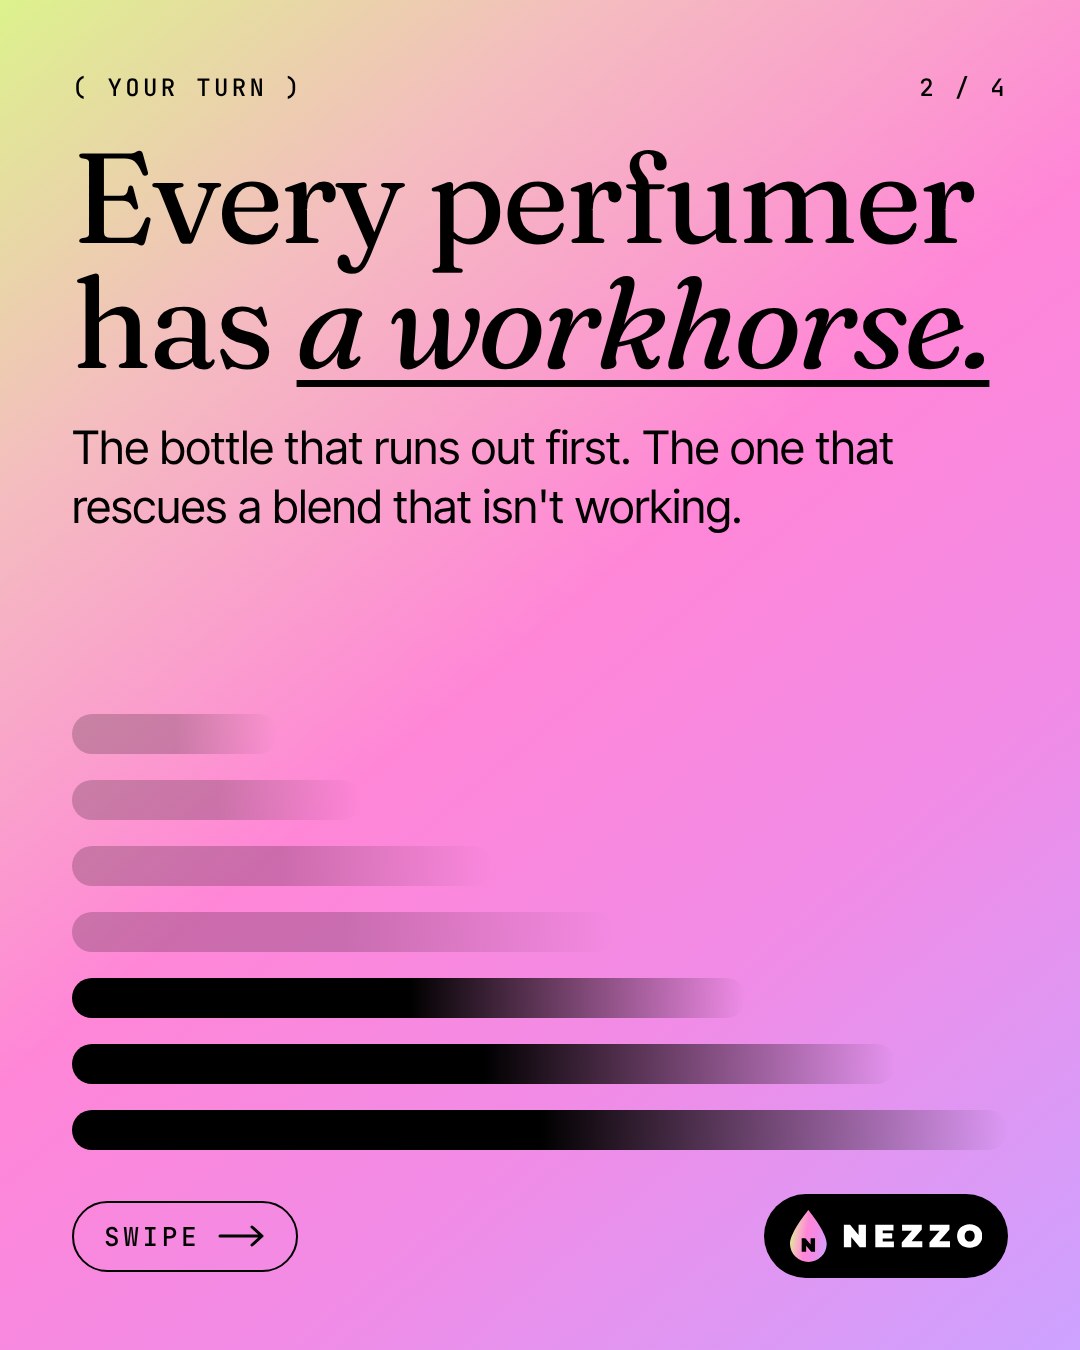 ( YOUR TURN )
2 / 4
Every perfumer
has a workhorse.
The bottle that runs out first. The one that
rescues a blend that isn't working.
SWIPE →
N NEZZO